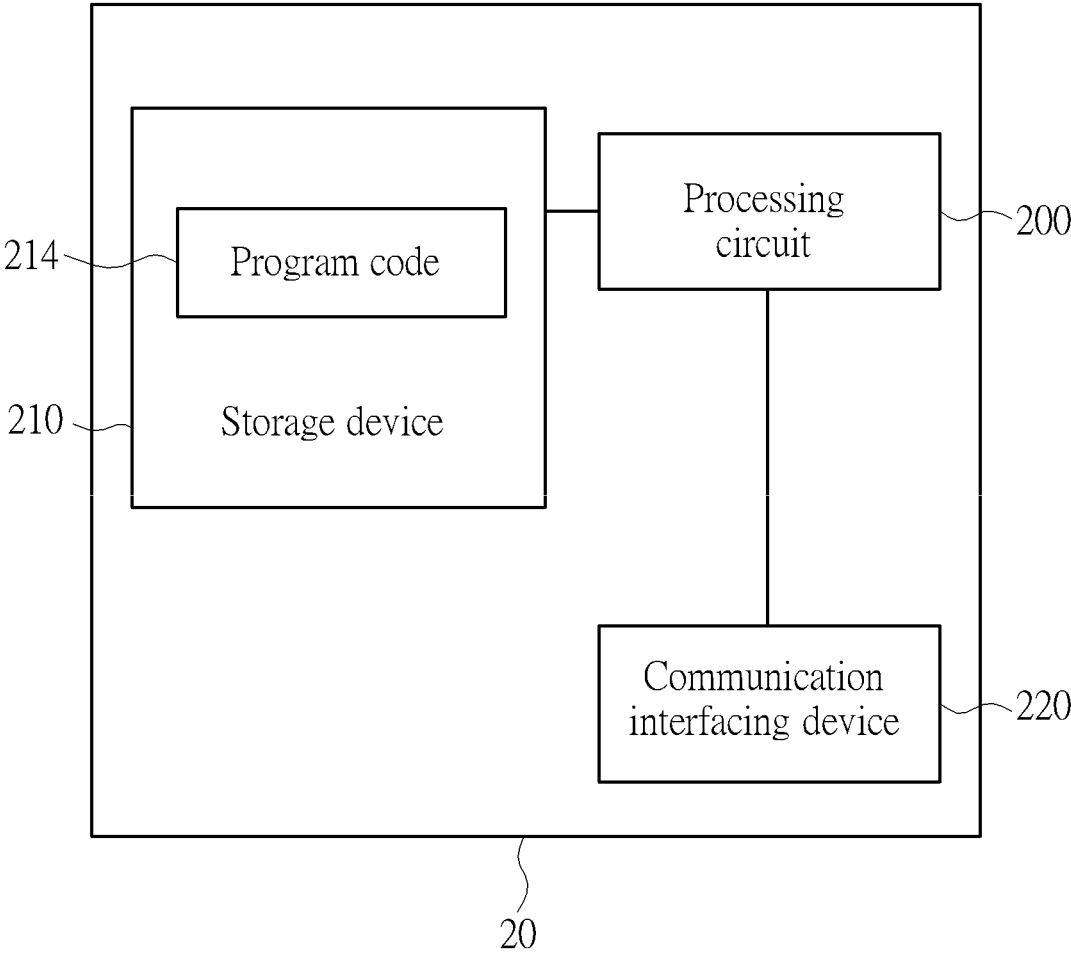 Processing
circuit
200
214
Program code
210
Storage device
Communication
interfacing device
220
20